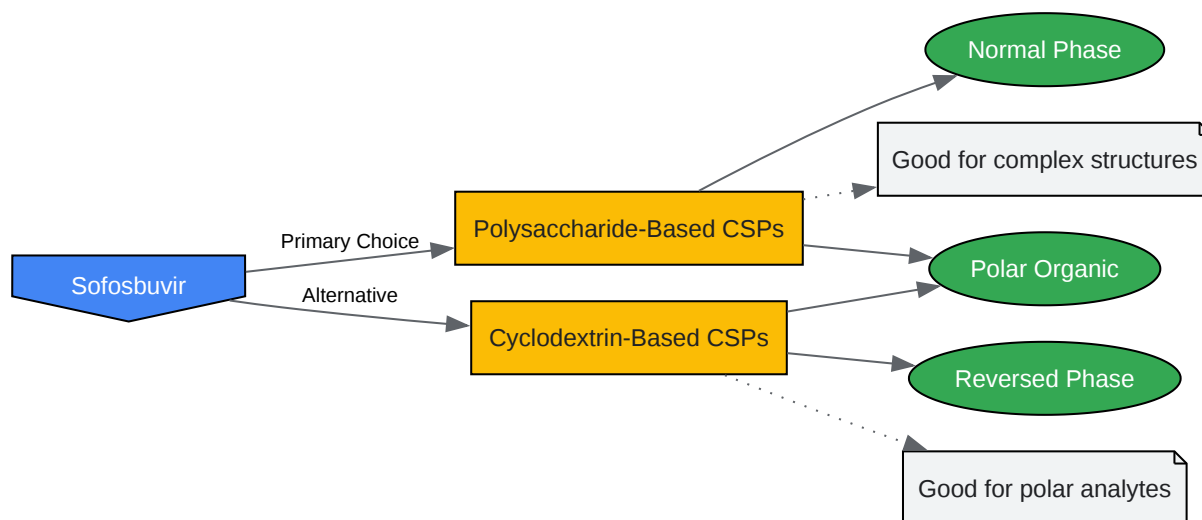 Sofosbuvir
Primary Choice
Alternative
Polysaccharide-Based CSPs
Cyclodextrin-Based CSPs
Normal Phase
Good for complex structures
Polar Organic
Reversed Phase
Good for polar analytes